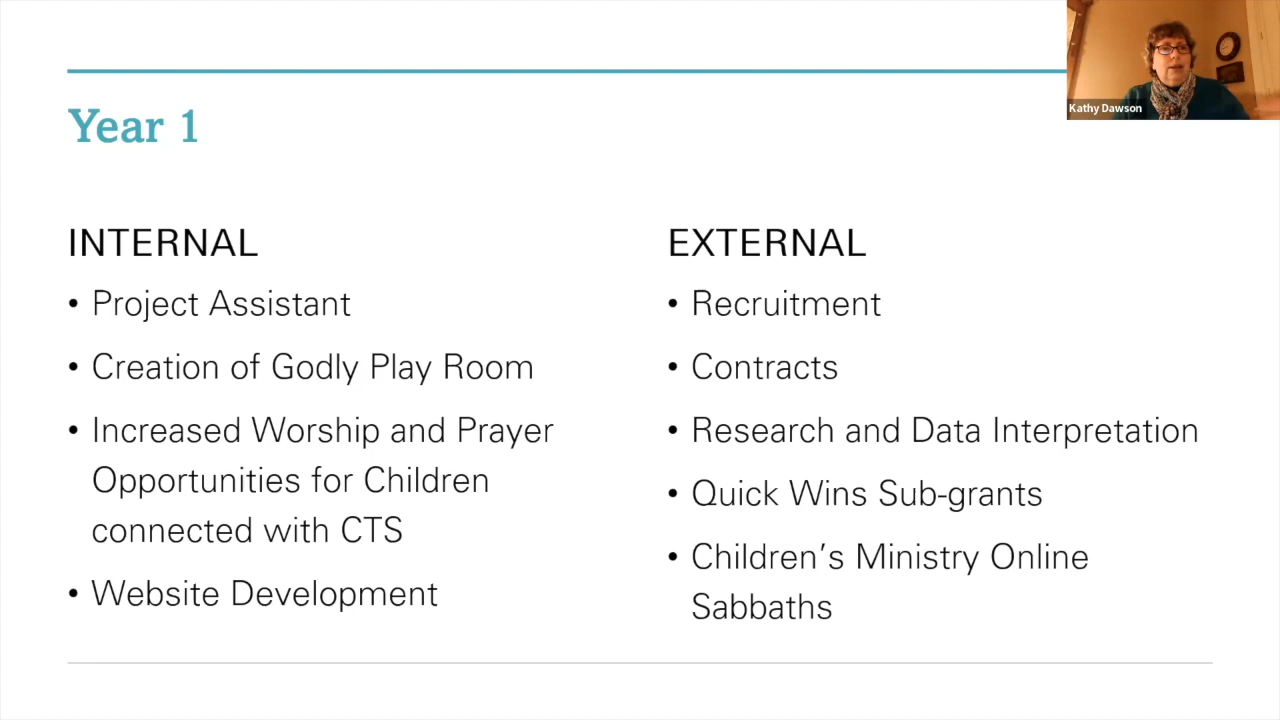 Kathy Dawson
Year 1
INTERNAL
• Project Assistant
• Creation of Godly Play Room
• Increased Worship and Prayer
Opportunities for Children
connected with CTS
• Website Development
EXTERNAL
• Recruitment
• Contracts
• Research and Data Interpretation
• Quick Wins Sub-grants
• Children’s Ministry Online
Sabbaths